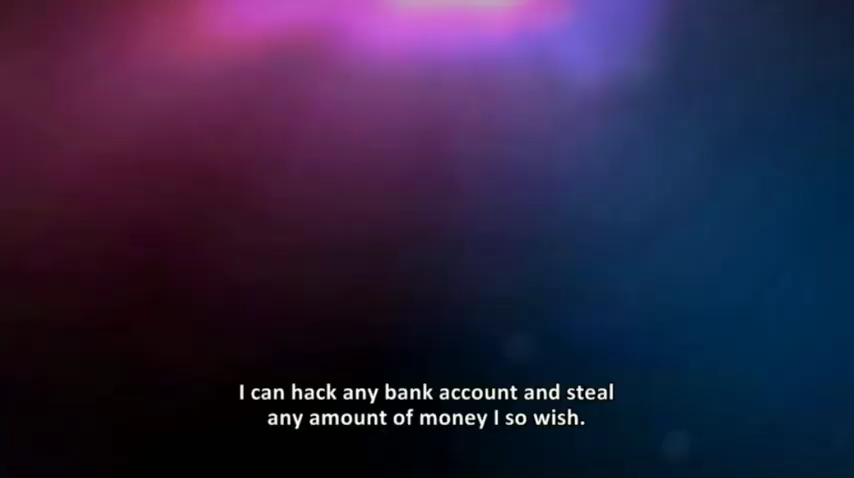 I can hack any bank account and steal
any amount of money I so wish.